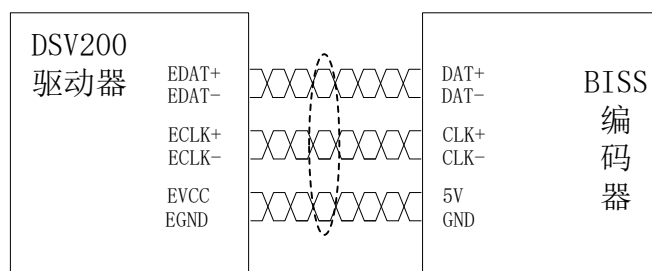 DSV200
驱动器
EDAT+
EDAT-
ECLK+
ECLK-
EVCC
EGND
DAT+
DAT-
CLK+
CLK-
5V
GND
BISS
编
码
器